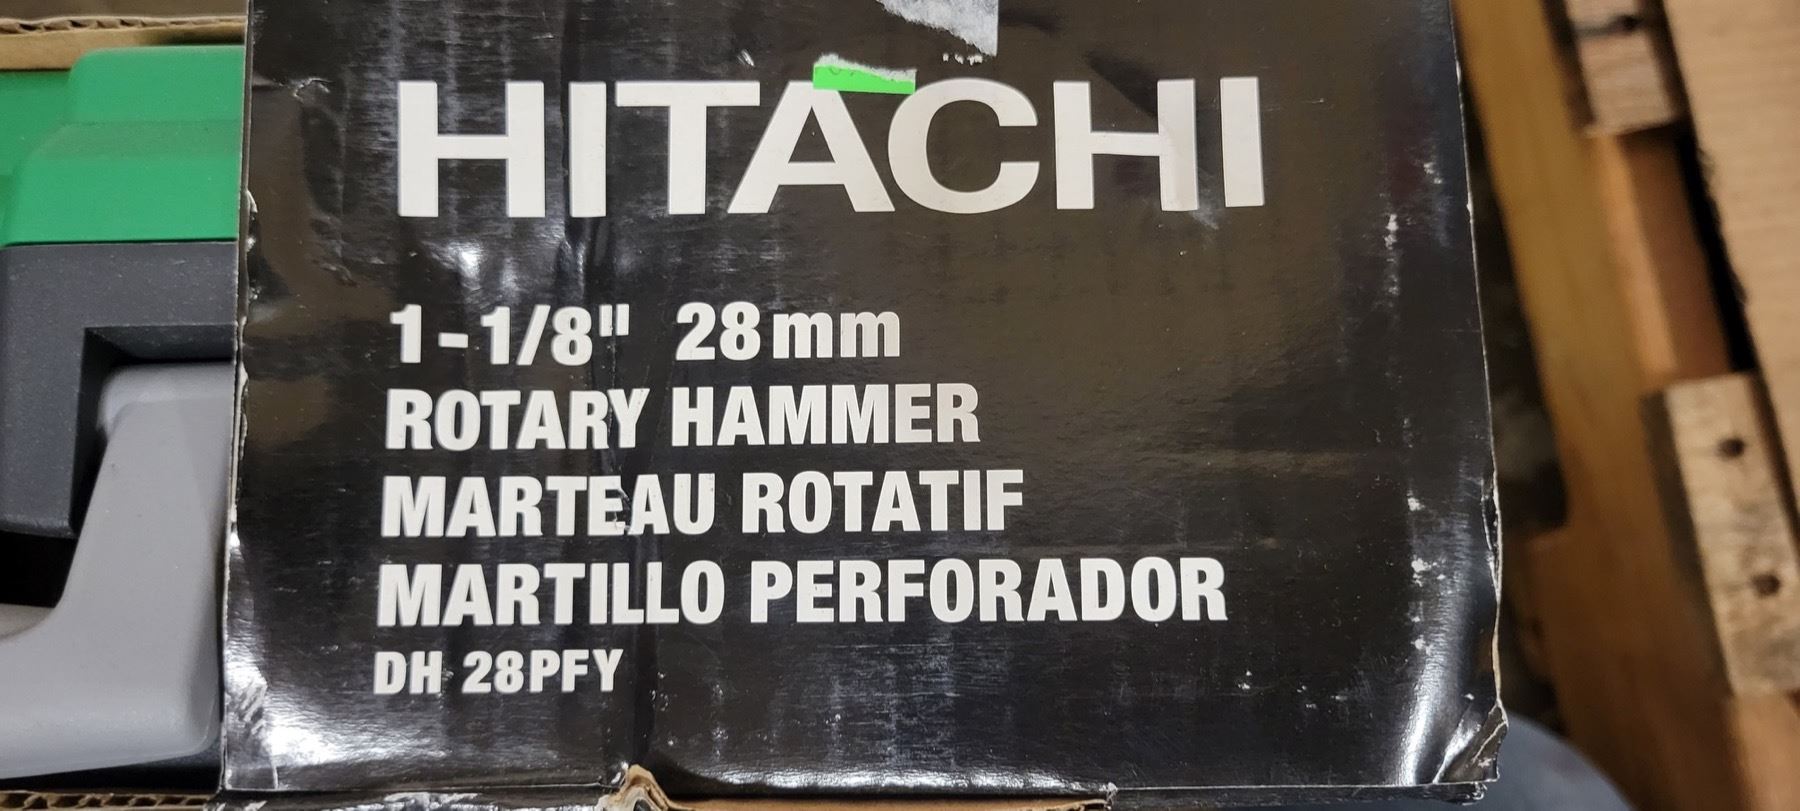 HITACHI
1-1/8" 28mm
ROTARY HAMMER
MARTEAU ROTATIF
MARTILLO PERFORADOR
DH 28PFY